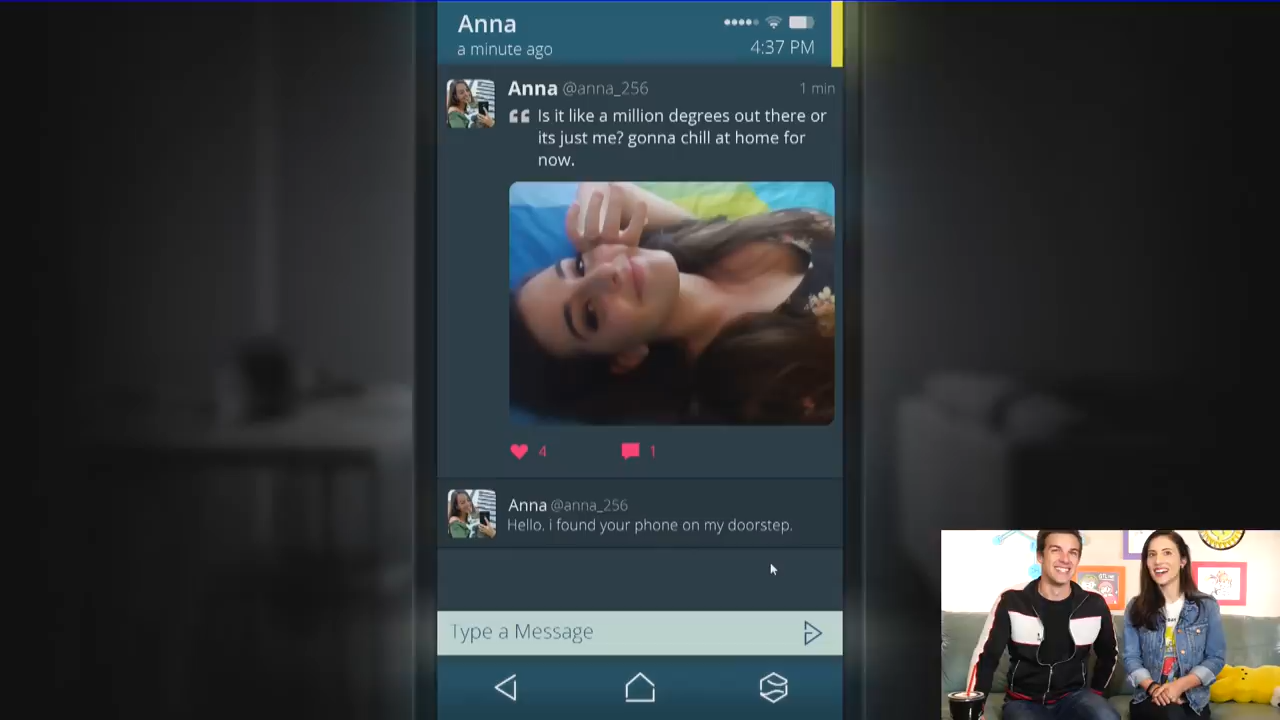 Anna
a minute ago
4:37 PM
Anna @anna_256
1 min
Is it like a million degrees out there or
its just me? gonna chill at home for
now.
4
1
Anna @anna_256
Hello. i found your phone on my doorstep.
Type a Message